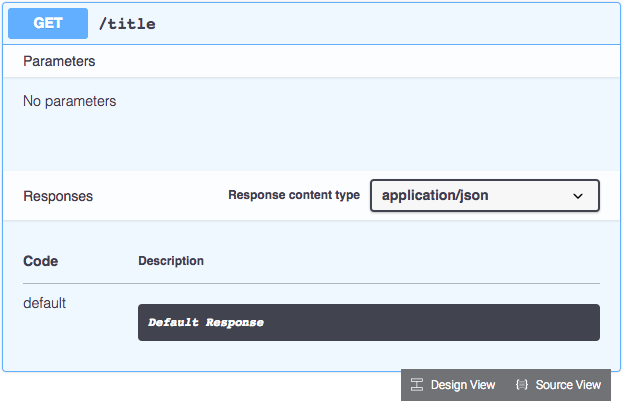 GET /title
Parameters
No parameters
Responses Response content type application/json
Code Description
default Default Response
Design View Source View